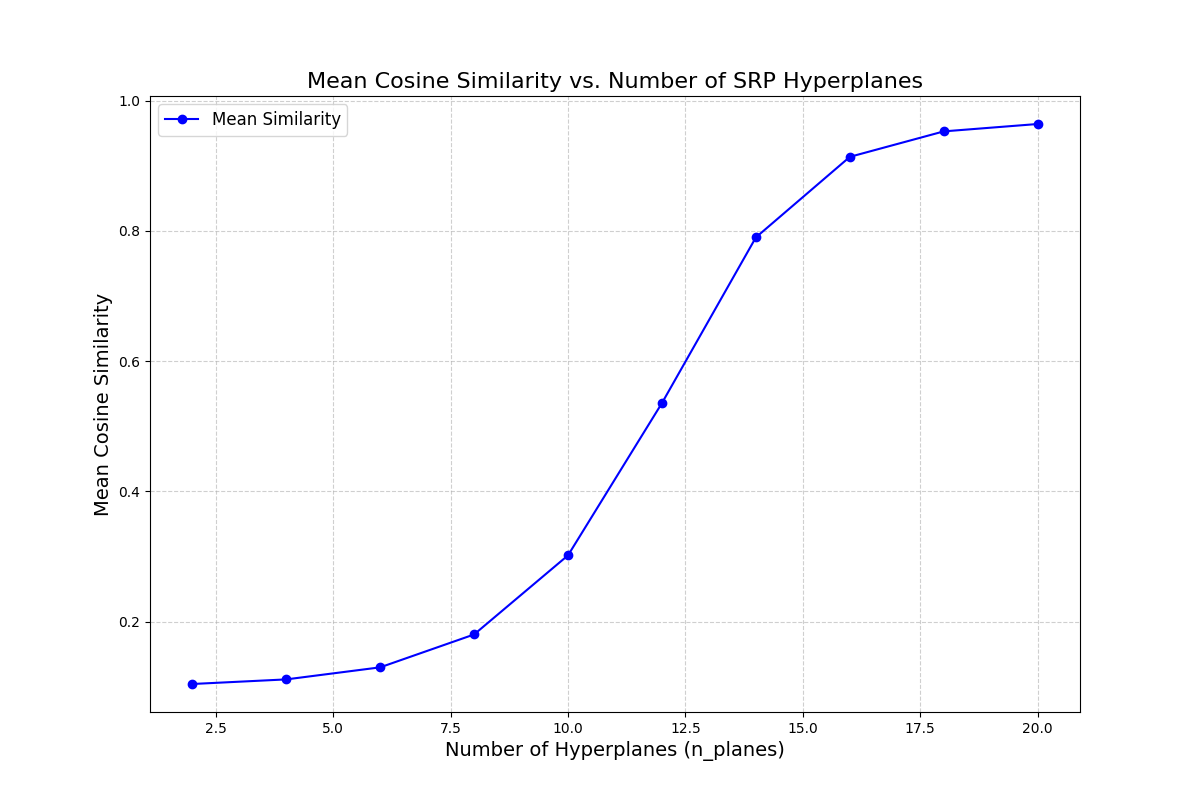 Mean Cosine Similarity vs. Number of SRP Hyperplanes
Mean Similarity
Mean Cosine Similarity
1.0
0.8
0.6
0.4
0.2
2.5 5.0 7.5 10.0 12.5 15.0 17.5 20.0
Number of Hyperplanes (n_planes)